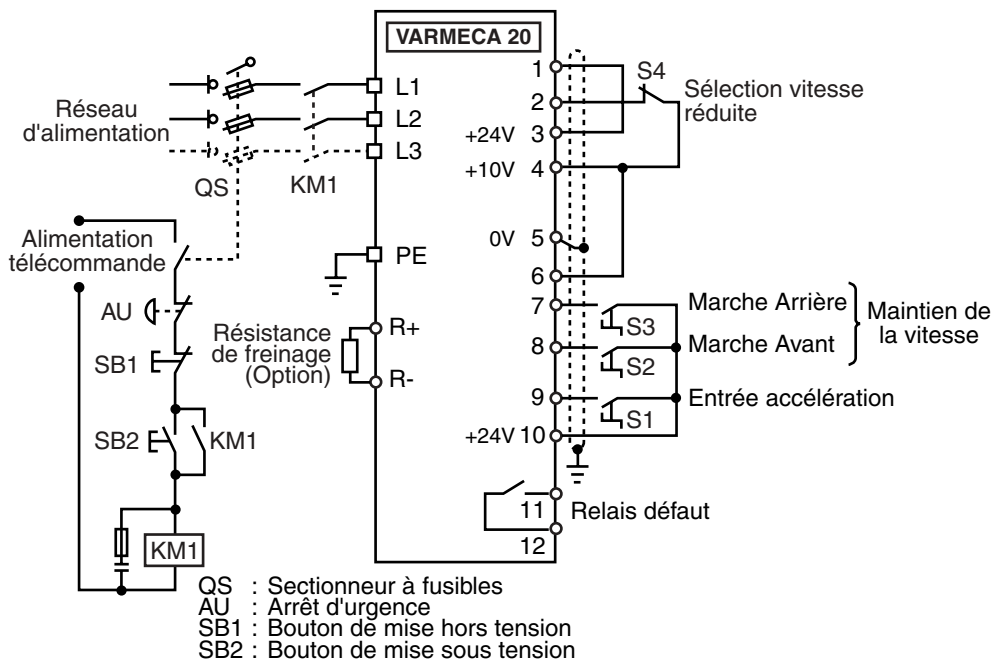 VARMECA 20
Réseau
d'alimentation
L1
L2
L3
QS
KM1
Alimentation
télécommande
PE
AU
SB1
SB2
KM1
KM1
Résistance
de freinage
(Option)
R+
R-
1
2
+24V 3
+10V 4
0V 5
6
7
8
9
+24V 10
11
12
S4
Sélection vitesse
réduite
S3
Marche Arrière
S2
Marche Avant
Maintien de
la vitesse
S1
Entrée accélération
Relais défaut
QS : Sectionneur à fusibles
AU : Arrêt d'urgence
SB1 : Bouton de mise hors tension
SB2 : Bouton de mise sous tension